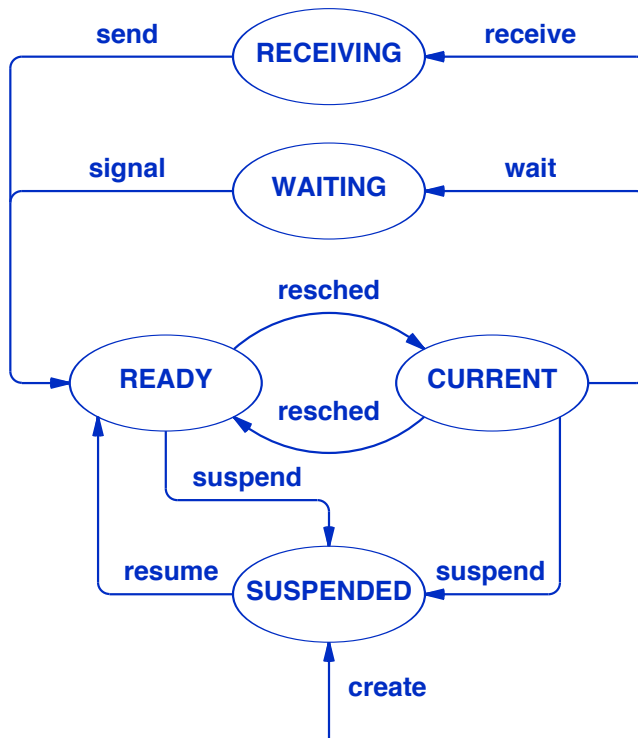 send
RECEIVING
receive
signal
WAITING
wait
resched
READY
CURRENT
resched
suspend
resume
SUSPENDED
suspend
create